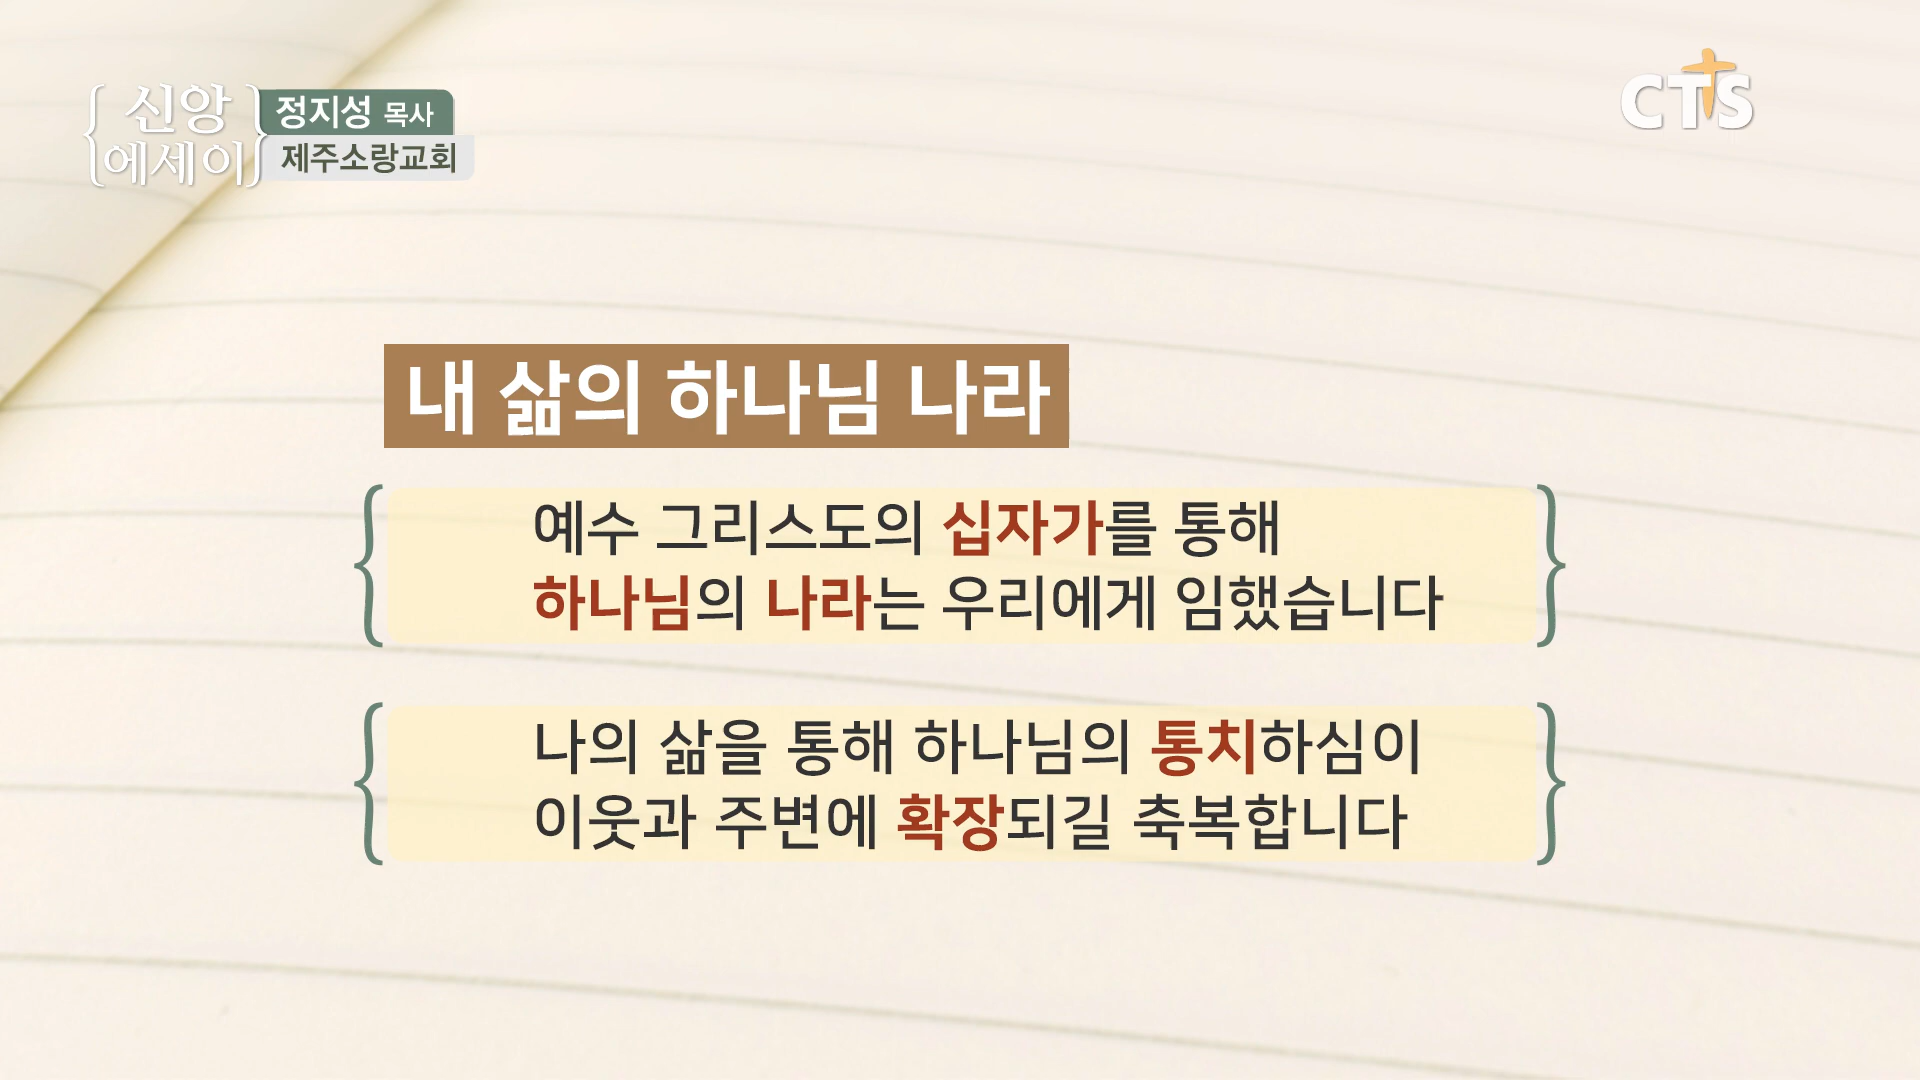 신앙
에세이
정지성 목사
제주소랑교회
CTS
내 삶의 하나님 나라
예수 그리스도의 십자가를 통해
하나님의 나라는 우리에게 임했습니다
나의 삶을 통해 하나님의 통치하심이
이웃과 주변에 확장되길 축복합니다